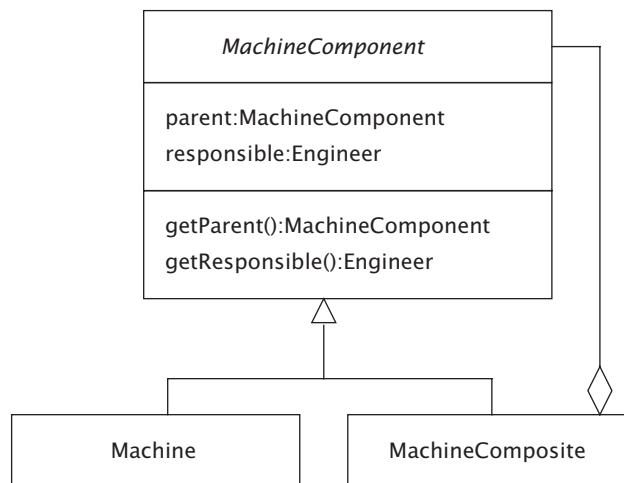 MachineComponent
parent:MachineComponent
responsible:Engineer
getParent():MachineComponent
getResponsible():Engineer
Machine
MachineComposite